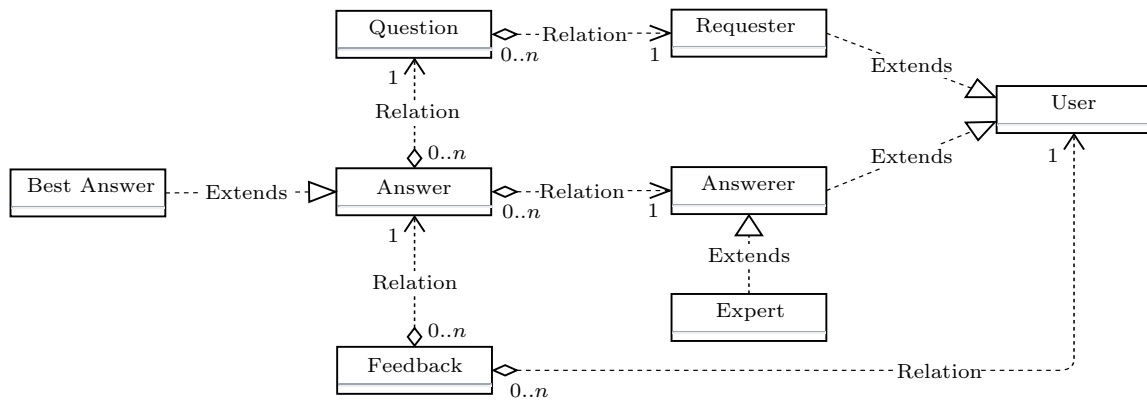 Question
0..n
Relation
1
Requester
Extends
User
1
Relation
0..n
Best Answer
Extends
Answer
0..n
Relation
1
Answerer
Extends
1
Extends
Relation
Expert
0..n
Feedback
0..n
Relation
1